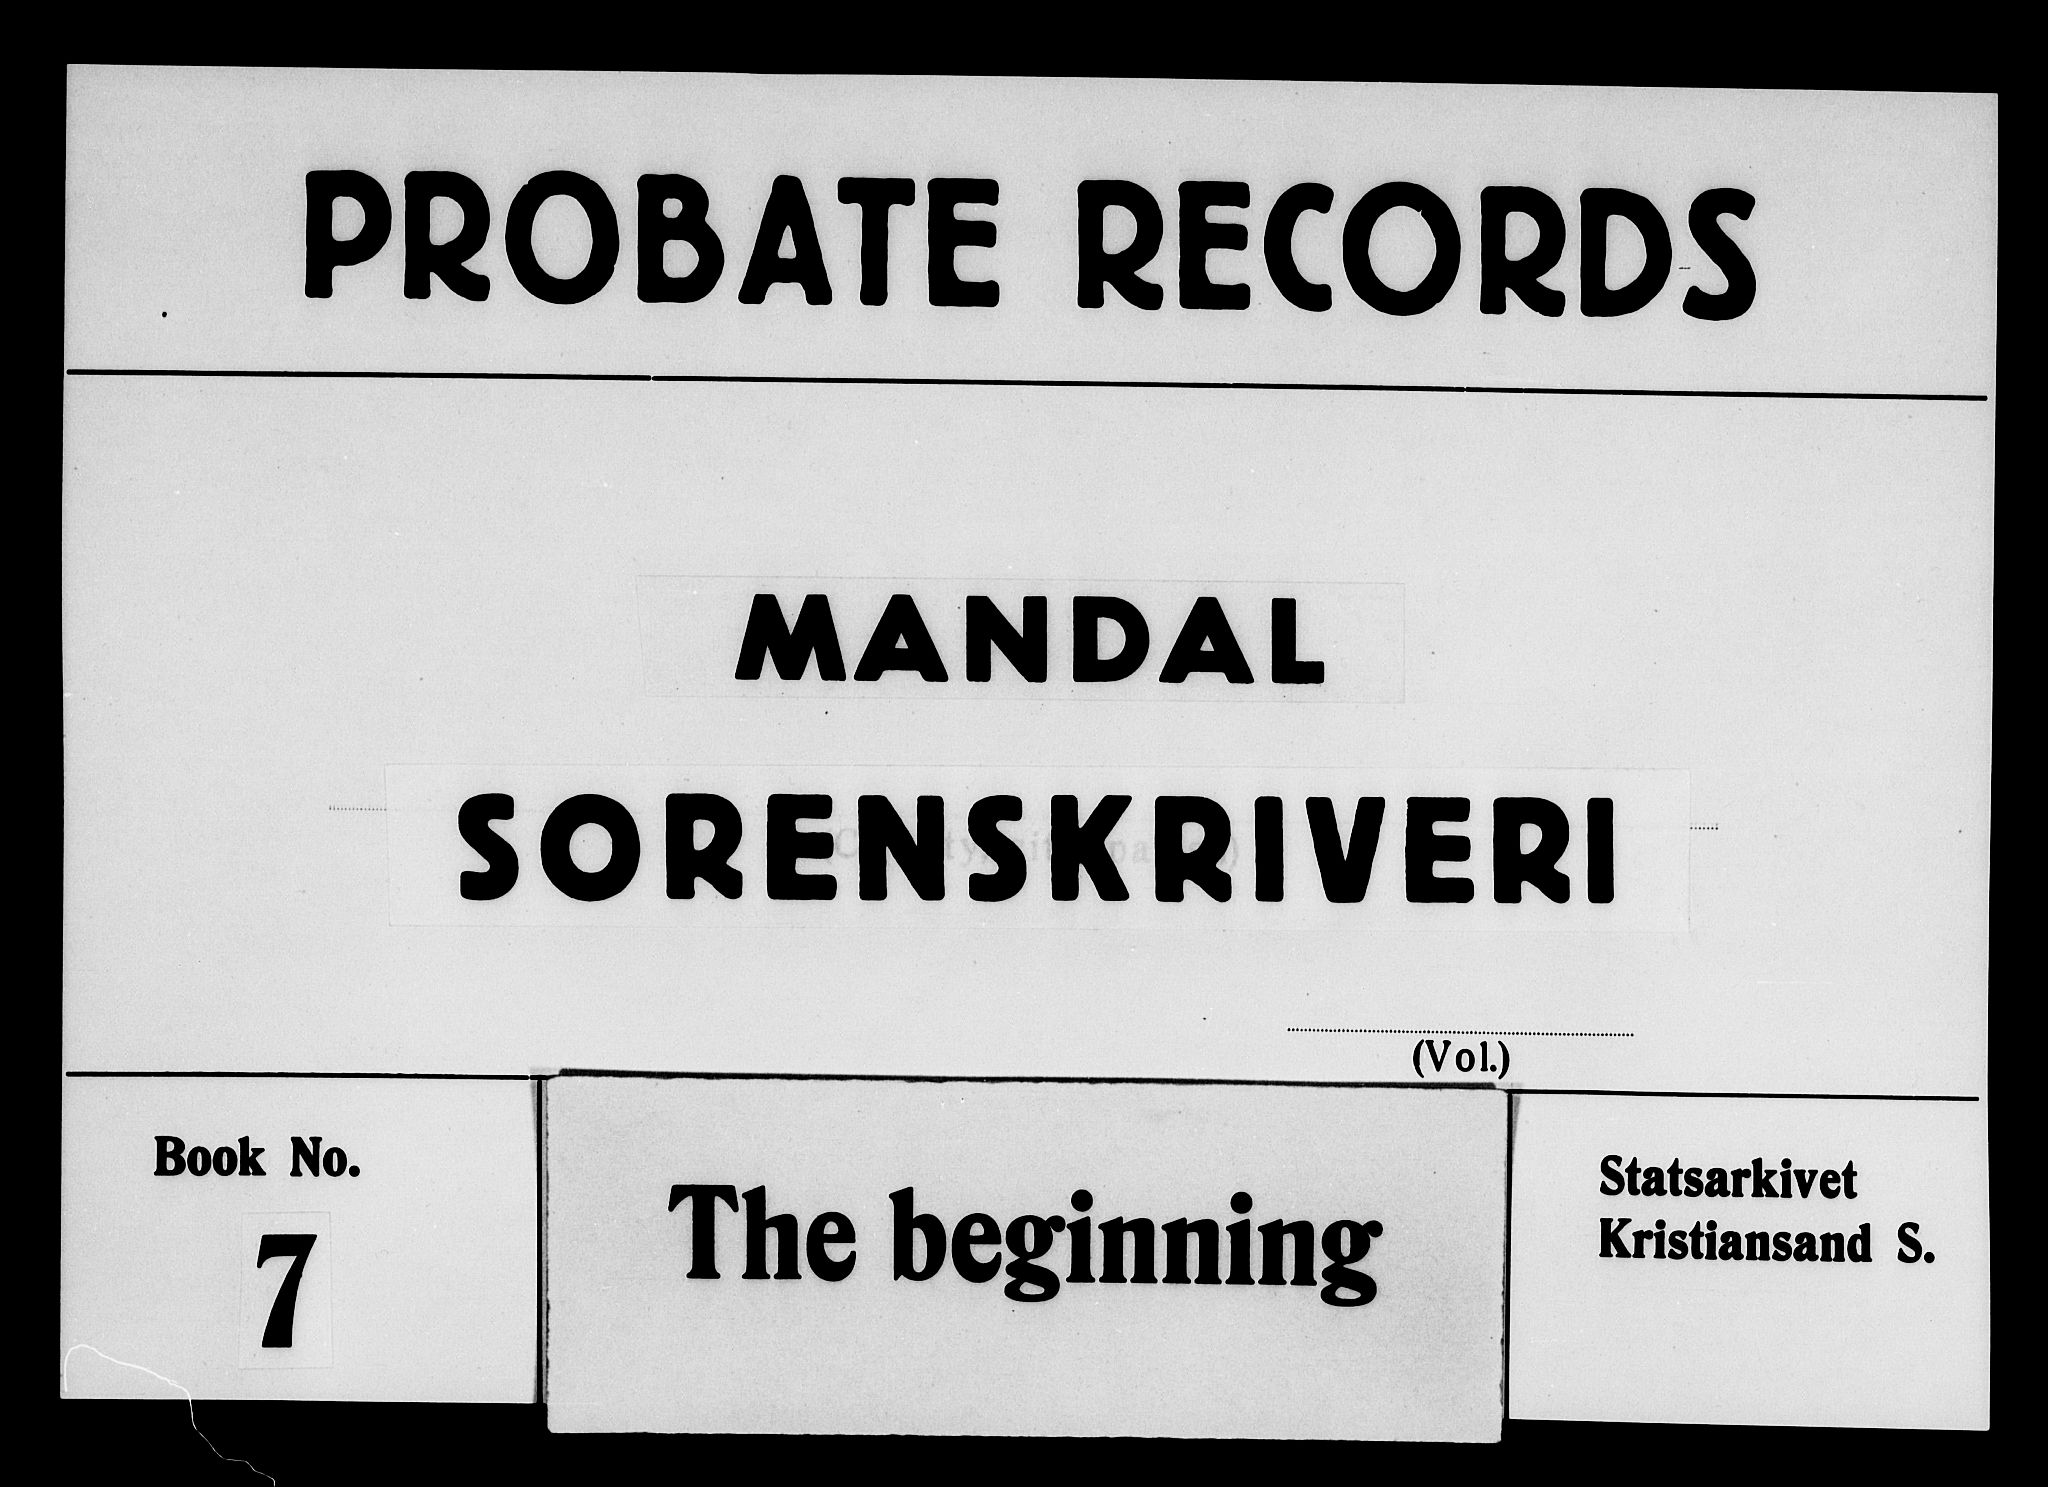 PROBATE RECORDS
MANDAL
SORENSKRIVERI
(Vol.)
Book No.
7
The beginning
Statsarkivet
Kristiansand S.